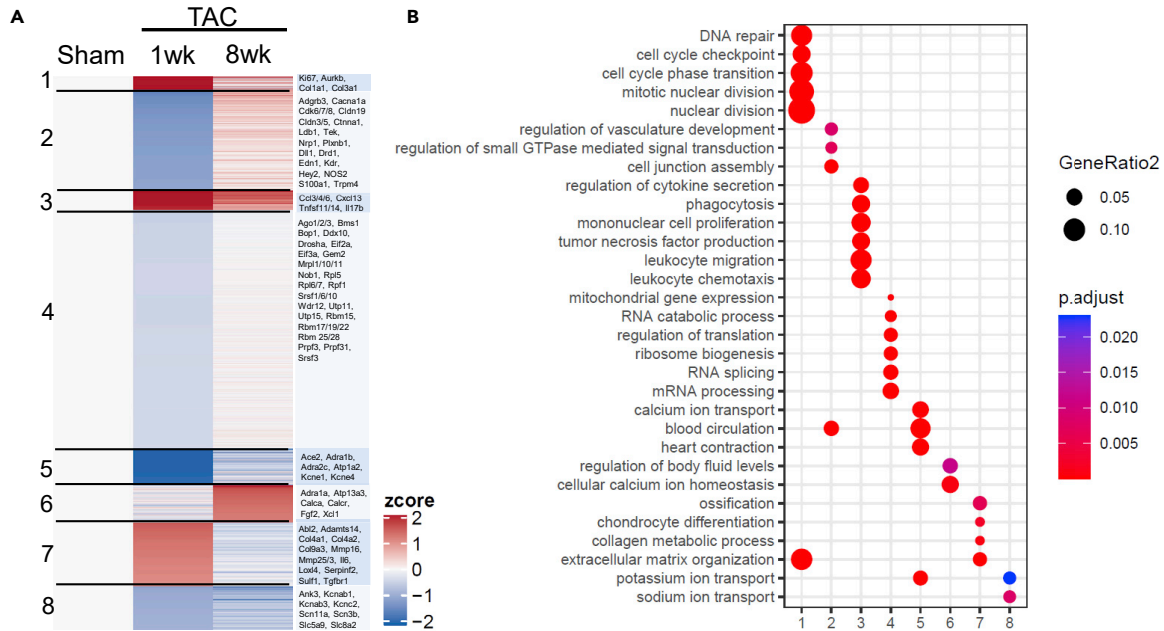 A
TAC
Sham 1wk 8wk
1
Ki67, Aurkb,
Col1a1, Col3a1
2
Adgrb3, Cacna1a
Cdk6/7/8, Cldn19
Cldn3/5, Ctnna1,
Ldb1, Tek,
Nrp1, Plxnb1,
Dll1, Drd1,
Edn1, Kdr,
Hey2, NOS2
S100a1, Trpm4
3
Ccl3/4/6, Cxcl13
Tnfsf11/14, Il17b
4
Ago1/2/3, Bms1
Bop1, Ddx10,
Drosha, Eif2a,
Eif3a, Gem2
Mrpl1/10/11
Nob1, Rpl5
Rpl6/7, Rpf1
Srsf1/6/10
Wdr12, Utp11,
Utp15, Rbm15,
Rbm17/19/22
Rbm 25/28
Prpf3, Prpf31,
Srsf3
5
Ace2, Adra1b,
Adra2c, Atp1a2,
Kcne1, Kcne4
6
Adra1a, Atp13a3,
Calca, Calcr,
Fgf2, Xcl1
7
Abl2, Adamts14,
Col4a1, Col4a2,
Col9a3, Mmp16,
Mmp25/3, Il6,
Loxl4, Serpinf2,
Sulf1, Tgfbr1
8
Ank3, Kcnab1,
Kcnab3, Kcnc2,
Scn11a, Scn3b,
Slc5a9, Slc8a2
zcore
2
1
0
−1
−2
B
DNA repair
cell cycle checkpoint
cell cycle phase transition
mitotic nuclear division
nuclear division
regulation of vasculature development
regulation of small GTPase mediated signal transduction
cell junction assembly
regulation of cytokine secretion
phagocytosis
mononuclear cell proliferation
tumor necrosis factor production
leukocyte migration
leukocyte chemotaxis
mitochondrial gene expression
RNA catabolic process
regulation of translation
ribosome biogenesis
RNA splicing
mRNA processing
calcium ion transport
blood circulation
heart contraction
regulation of body fluid levels
cellular calcium ion homeostasis
ossification
chondrocyte differentiation
collagen metabolic process
extracellular matrix organization
potassium ion transport
sodium ion transport
1 2 3 4 5 6 7 8
GeneRatio2
0.05
0.10
p.adjust
0.020
0.015
0.010
0.005